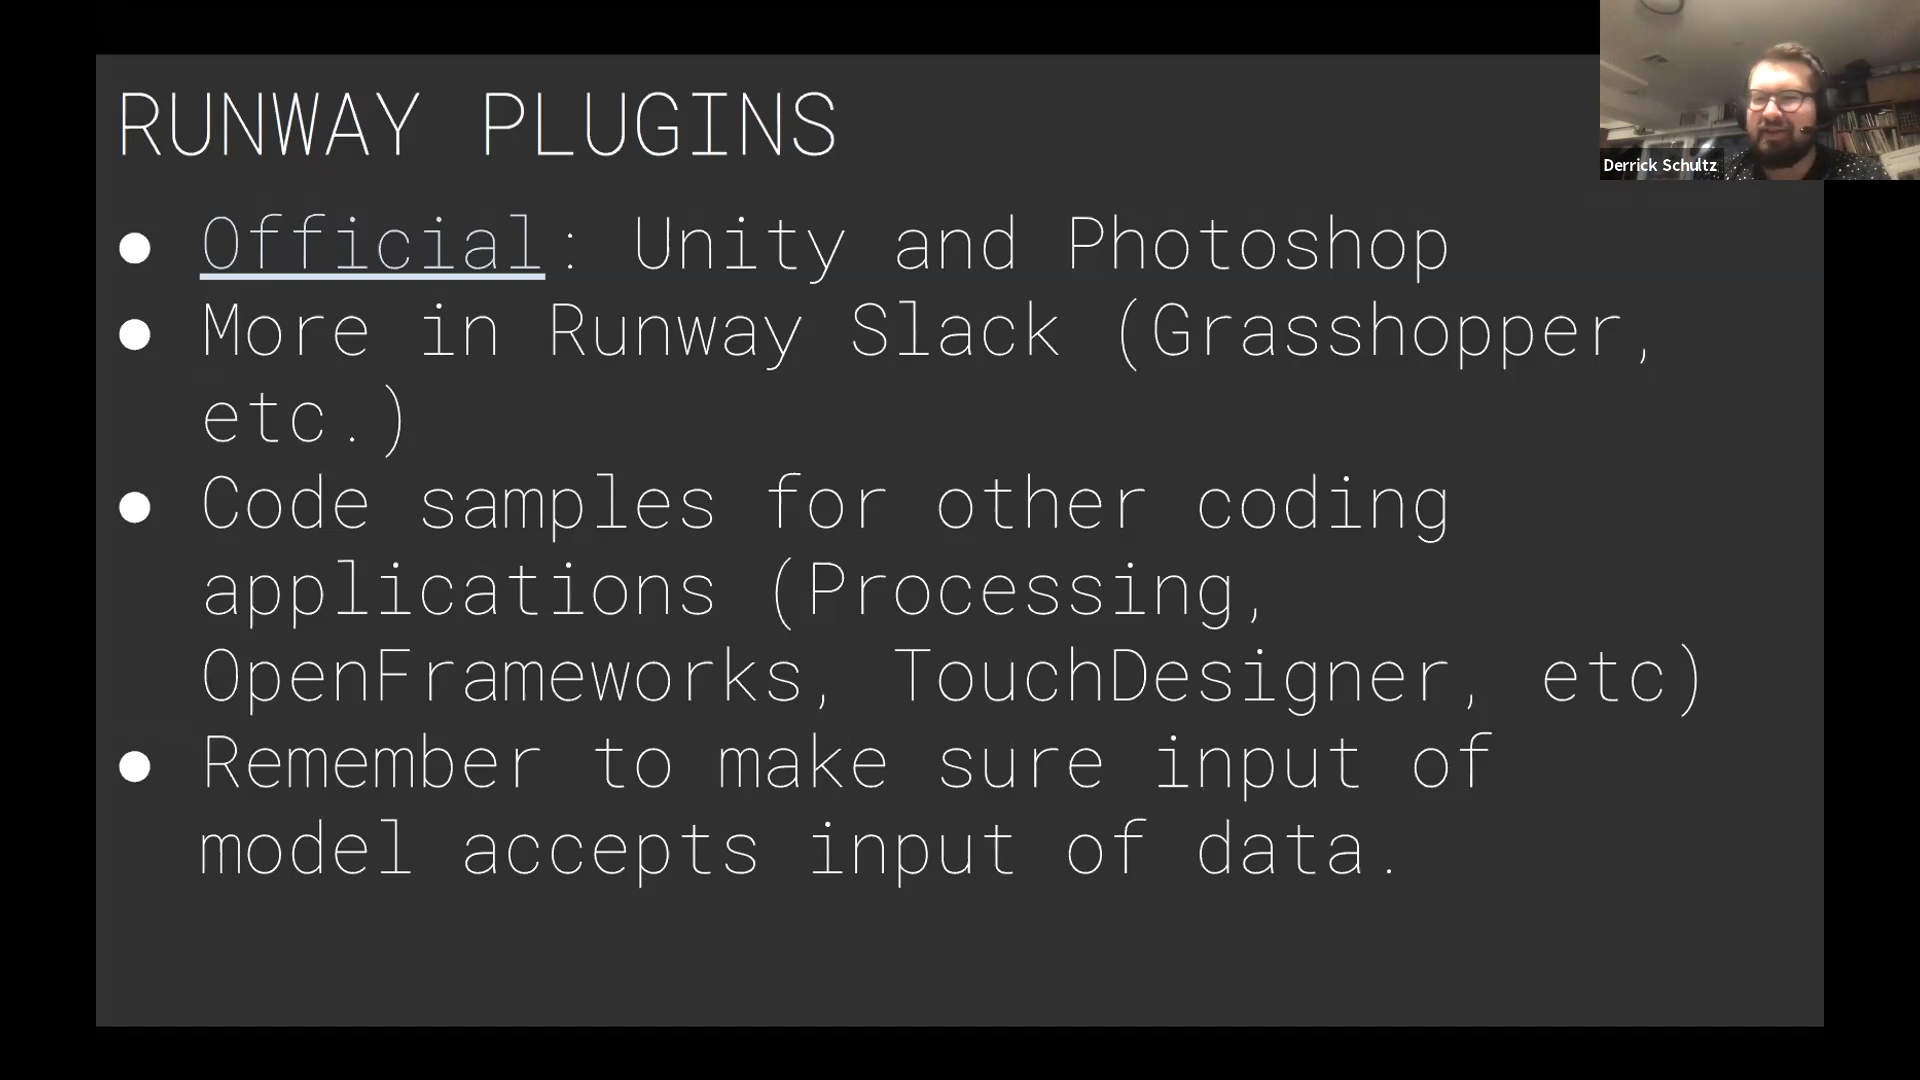 RUNWAY PLUGINS
Derrick Schultz
● Official: Unity and Photoshop
● More in Runway Slack (Grasshopper,
etc.)
● Code samples for other coding
applications (Processing,
OpenFrameworks, TouchDesigner, etc)
● Remember to make sure input of
model accepts input of data.